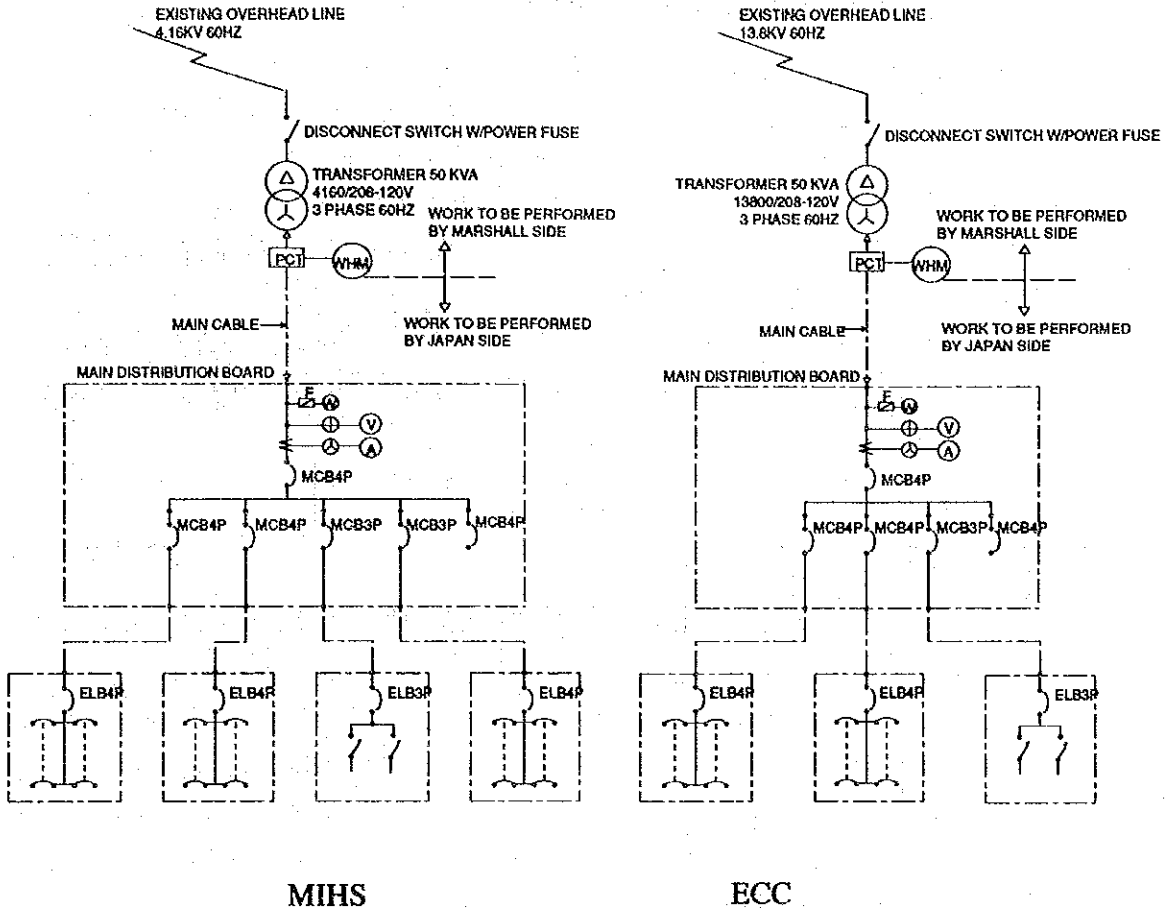 EXISTING OVERHEAD LINE
4.16KV 60HZ
DISCONNECT SWITCH W/POWER FUSE
TRANSFORMER 50 KVA
4160/208-120V
3 PHASE 60HZ
WORK TO BE PERFORMED
BY MARSHALL SIDE
PCT
WHM
MAIN CABLE
WORK TO BE PERFORMED
BY JAPAN SIDE
MAIN DISTRIBUTION BOARD
F
W
V
A
MCB4P
MCB4P
MCB4P
MCB3P
MCB3P
MCB4P
ELB4P
ELB4P
ELB3P
ELB4P
MIHS
EXISTING OVERHEAD LINE
13.8KV 60HZ
DISCONNECT SWITCH W/POWER FUSE
TRANSFORMER 50 KVA
13800/208-120V
3 PHASE 60HZ
WORK TO BE PERFORMED
BY MARSHALL SIDE
PCT
WHM
MAIN CABLE
WORK TO BE PERFORMED
BY JAPAN SIDE
MAIN DISTRIBUTION BOARD
F
W
V
A
MCB4P
MCB4P
MCB4P
MCB3P
MCB4P
ELB4P
ELB4P
ELB3P
ECC